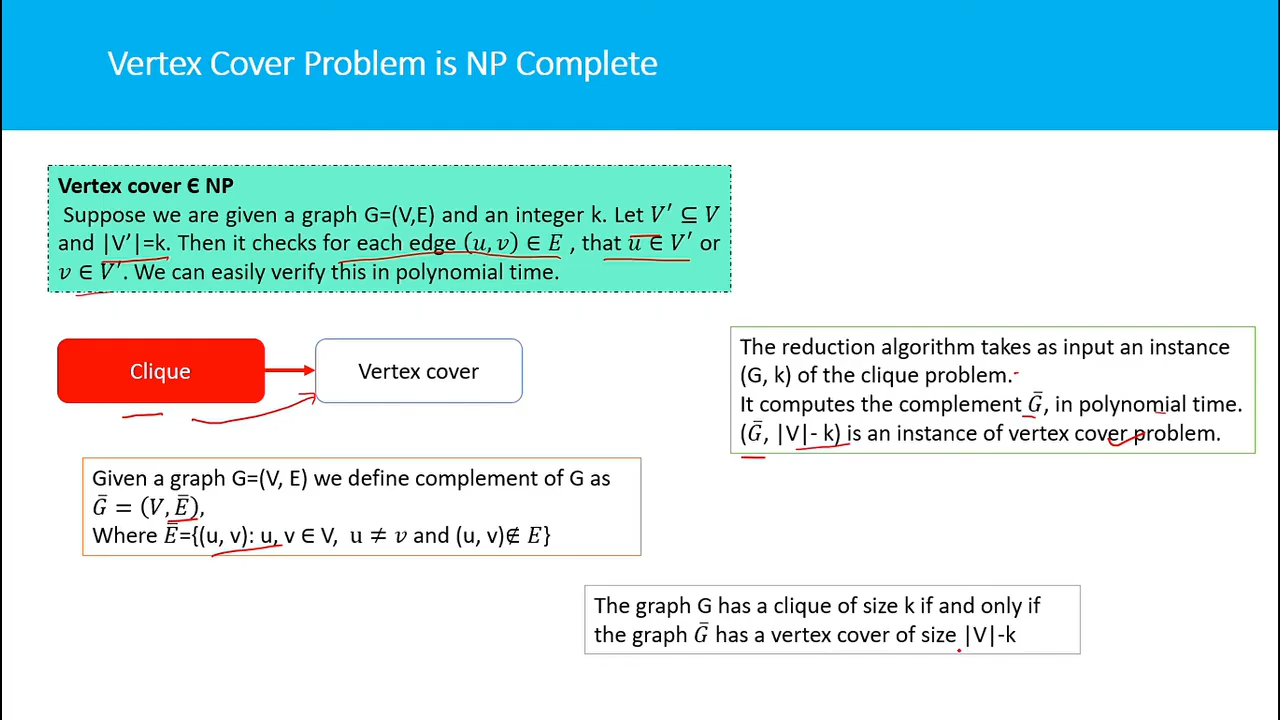 Vertex Cover Problem is NP Complete
Vertex cover Є NP
Suppose we are given a graph G=(V,E) and an integer k. Let V′ ⊆ V
and |V'|=k. Then it checks for each edge (u, v) ∈ E , that u ∈ V′ or
v ∈ V′. We can easily verify this in polynomial time.
Clique
Vertex cover
The reduction algorithm takes as input an instance
(G, k) of the clique problem.
It computes the complement Ḡ, in polynomial time.
(Ḡ, |V|- k) is an instance of vertex cover problem.
Given a graph G=(V, E) we define complement of G as
Ḡ = (V, Ē),
Where Ē={(u, v): u, v ∈ V, u ≠ v and (u, v)∉ E}
The graph G has a clique of size k if and only if
the graph Ḡ has a vertex cover of size |V|-k